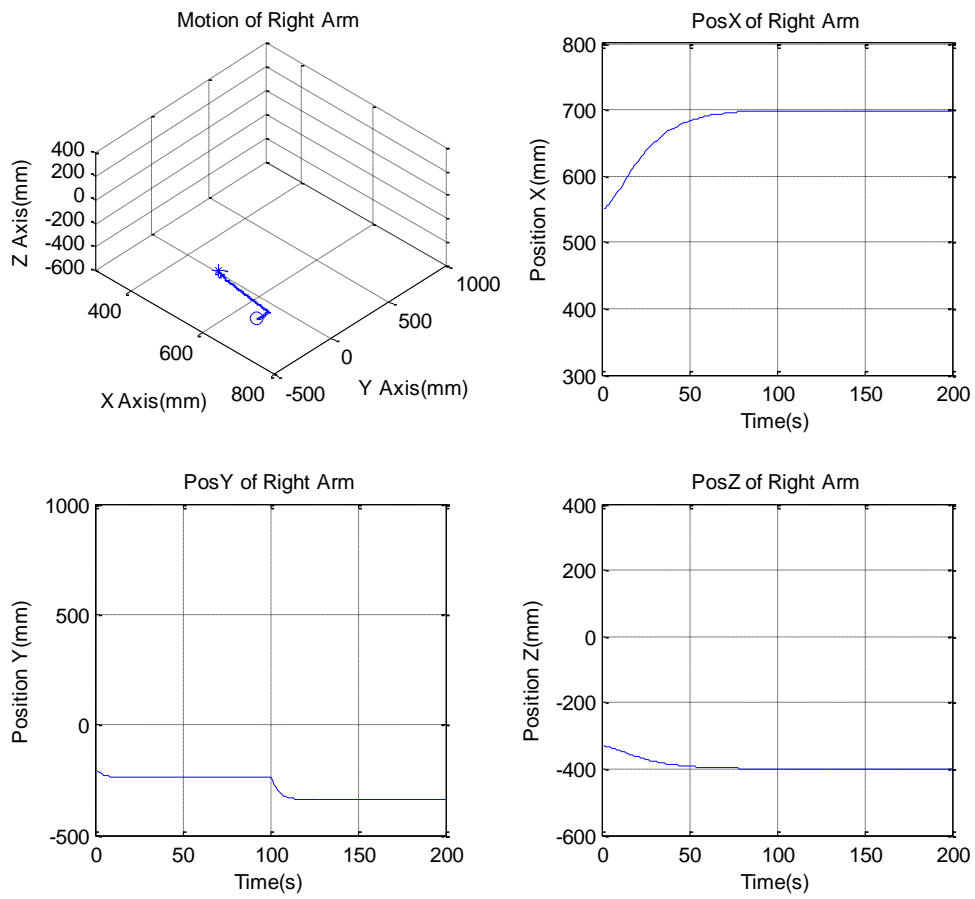 Motion of Right Arm
400
200
0
-200
-400
-600
Z Axis(mm)
400
600
800
X Axis(mm)
-500
0
500
1000
Y Axis(mm)
PosX of Right Arm
800
700
600
500
400
300
Position X(mm)
0 50 100 150 200
Time(s)
PosY of Right Arm
1000
500
0
-500
Position Y(mm)
0 50 100 150 200
Time(s)
PosZ of Right Arm
400
200
0
-200
-400
-600
Position Z(mm)
0 50 100 150 200
Time(s)